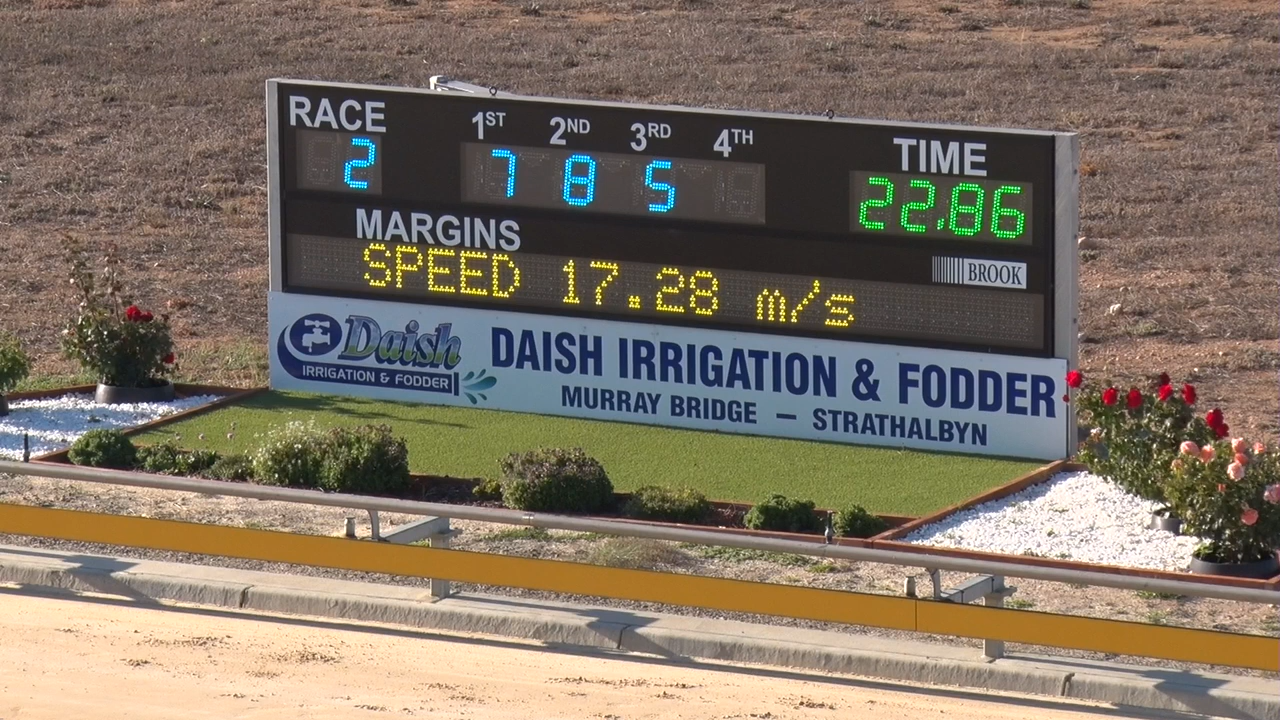 RACE 1ST 2ND 3RD 4TH TIME
2 7 8 5 22.86
MARGINS
SPEED 17.28 m/s
BROOK
Daish
IRRIGATION & FODDER
DAISH IRRIGATION & FODDER
MURRAY BRIDGE — STRATHALBYN